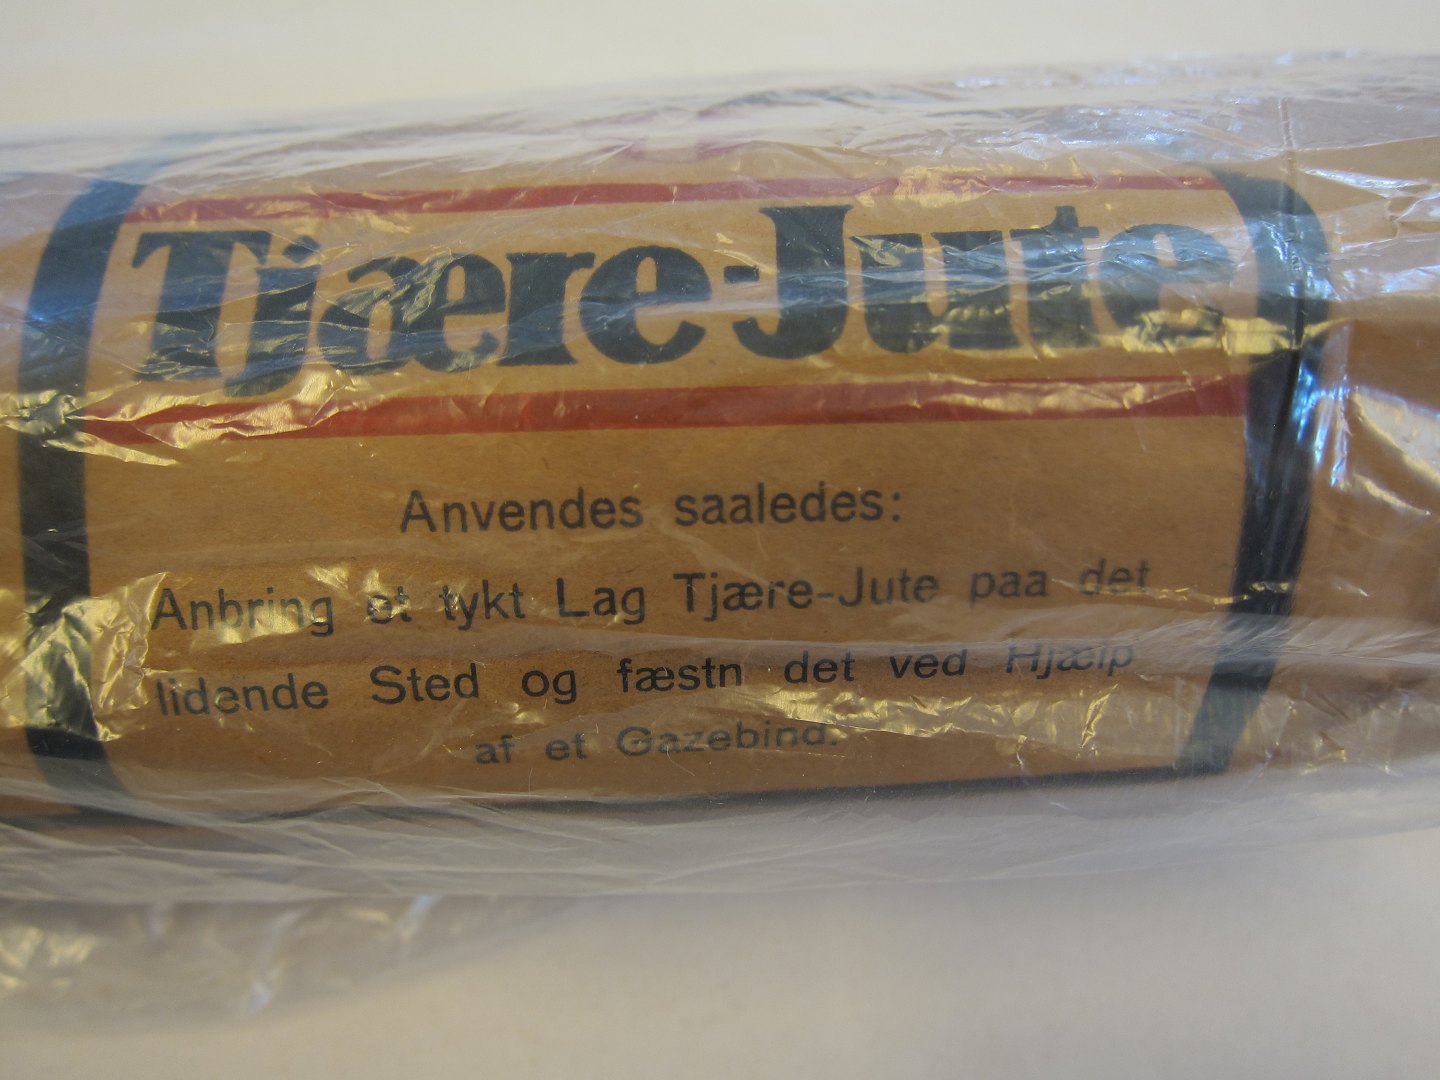 Tjære-Jute
Anvendes saaledes:
Anbring et tykt Lag Tjære-Jute paa det
lidende Sted og fæstn det ved Hjælp
af et Gazebind.